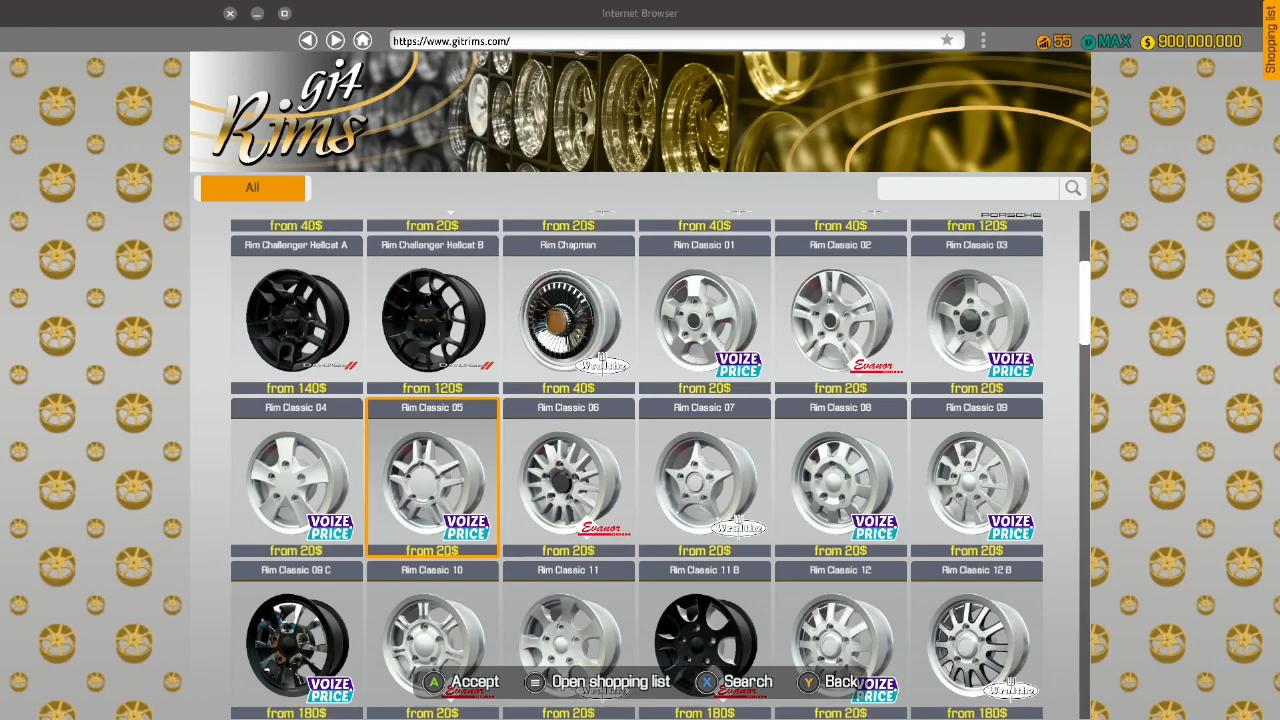 Internet Browser
Shopping list
https://www.gitrims.com/
55 XP MAX $ 900,000,000
gi4
Rims
All
PORSCHE
from 40$ from 20$ from 20$ from 40$ from 40$ from 120$
Rim Challenger Hellcat A Rim Challenger Hellcat B Rim Chapman Rim Classic 01 Rim Classic 02 Rim Classic 03
VOIZE PRICE Evanor VOIZE PRICE
from 140$ from 120$ from 40$ from 20$ from 20$ from 20$
Rim Classic 04 Rim Classic 05 Rim Classic 06 Rim Classic 07 Rim Classic 08 Rim Classic 09
VOIZE PRICE VOIZE PRICE Evanor VOIZE PRICE VOIZE PRICE
from 20$ from 20$ from 20$ from 20$ from 20$ from 20$
Rim Classic 09 C Rim Classic 10 Rim Classic 11 Rim Classic 11 B Rim Classic 12 Rim Classic 12 B
VOIZE PRICE Evanor Evanor VOIZE PRICE
A Accept Open shopping list X Search Y Back
from 180$ from 20$ from 20$ from 180$ from 20$ from 180$